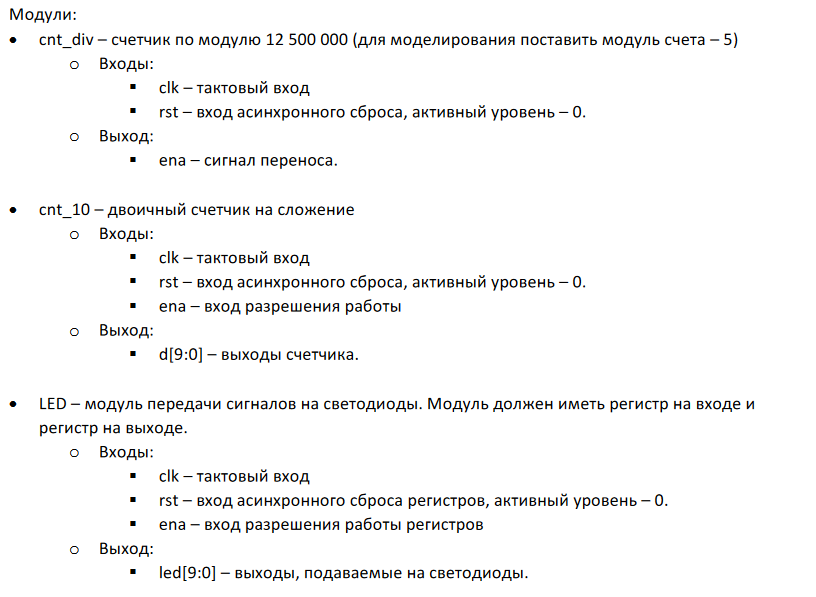 Модули:
• cnt_div – счетчик по модулю 12 500 000 (для моделирования поставить модуль счета – 5)
o Входы:
▪ clk – тактовый вход
▪ rst – вход асинхронного сброса, активный уровень – 0.
o Выход:
▪ ena – сигнал переноса.
• cnt_10 – двоичный счетчик на сложение
o Входы:
▪ clk – тактовый вход
▪ rst – вход асинхронного сброса, активный уровень – 0.
▪ ena – вход разрешения работы
o Выход:
▪ d[9:0] – выходы счетчика.
• LED – модуль передачи сигналов на светодиоды. Модуль должен иметь регистр на входе и
регистр на выходе.
o Входы:
▪ clk – тактовый вход
▪ rst – вход асинхронного сброса регистров, активный уровень – 0.
▪ ena – вход разрешения работы регистров
o Выход:
▪ led[9:0] – выходы, подаваемые на светодиоды.